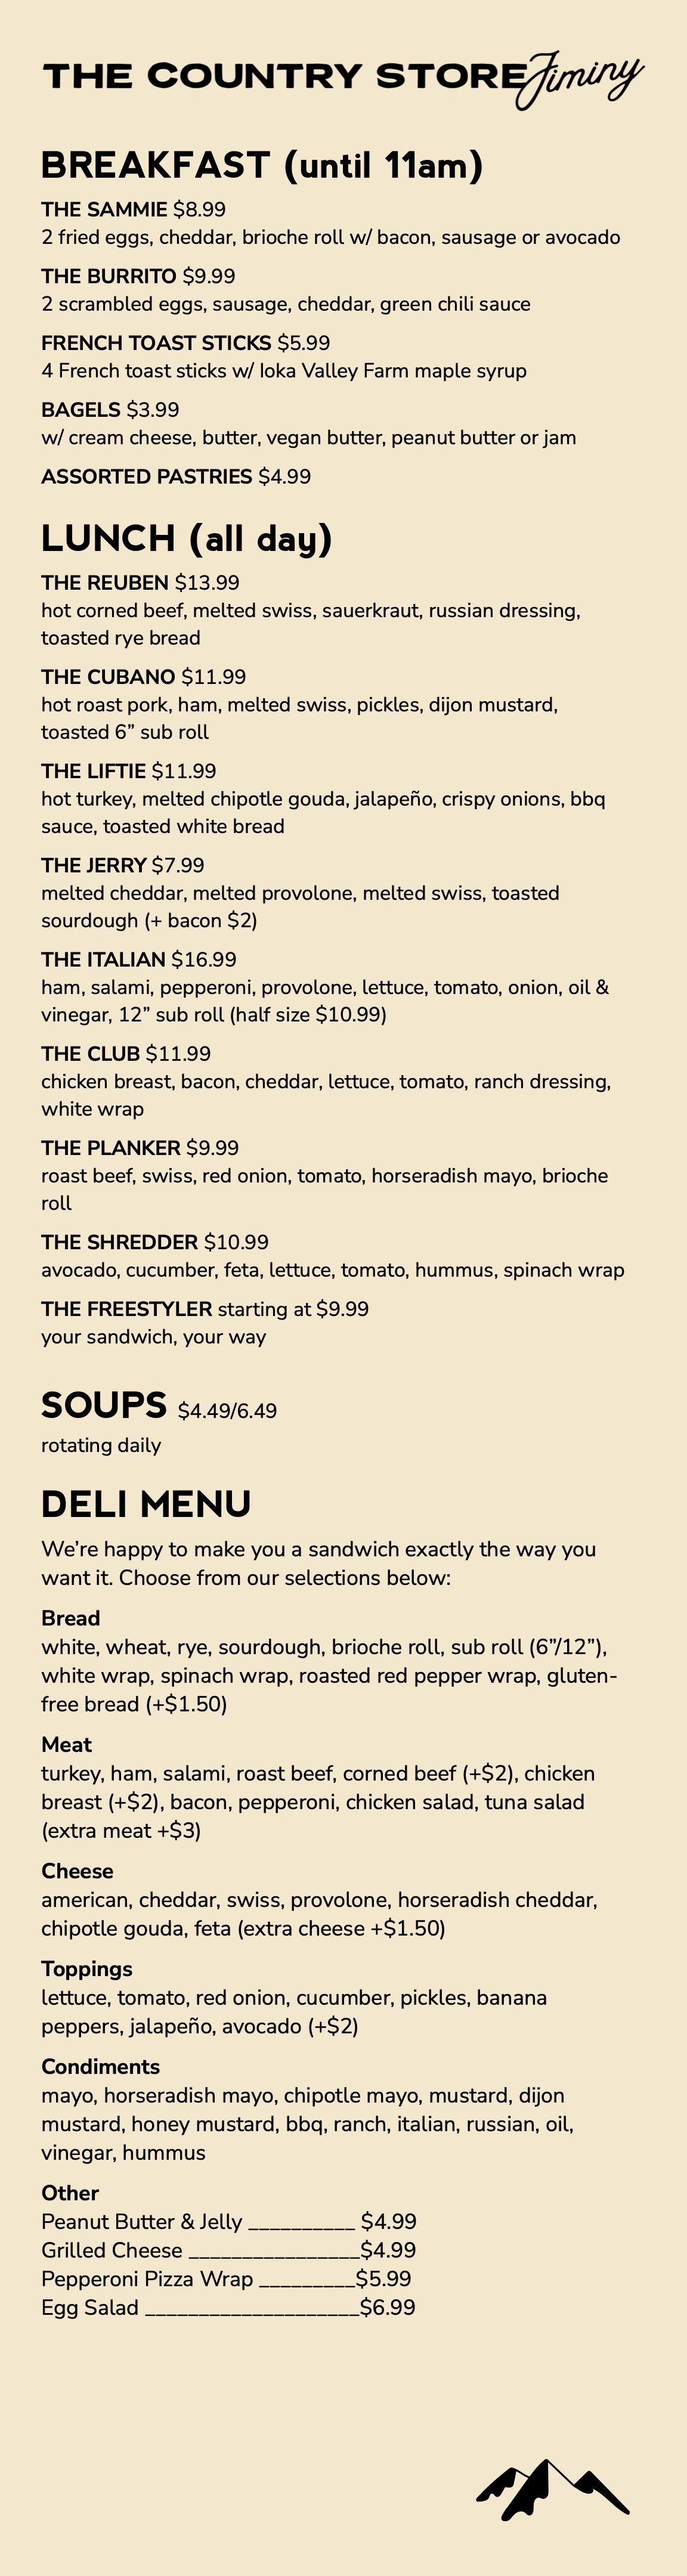 THE COUNTRY STORE Jiminy
BREAKFAST (until 11am)
THE SAMMIE $8.99
2 fried eggs, cheddar, brioche roll w/ bacon, sausage or avocado
THE BURRITO $9.99
2 scrambled eggs, sausage, cheddar, green chili sauce
FRENCH TOAST STICKS $5.99
4 French toast sticks w/ Ioka Valley Farm maple syrup
BAGELS $3.99
w/ cream cheese, butter, vegan butter, peanut butter or jam
ASSORTED PASTRIES $4.99
LUNCH (all day)
THE REUBEN $13.99
hot corned beef, melted swiss, sauerkraut, russian dressing,
toasted rye bread
THE CUBANO $11.99
hot roast pork, ham, melted swiss, pickles, dijon mustard,
toasted 6” sub roll
THE LIFTIE $11.99
hot turkey, melted chipotle gouda, jalapeño, crispy onions, bbq
sauce, toasted white bread
THE JERRY $7.99
melted cheddar, melted provolone, melted swiss, toasted
sourdough (+ bacon $2)
THE ITALIAN $16.99
ham, salami, pepperoni, provolone, lettuce, tomato, onion, oil &
vinegar, 12” sub roll (half size $10.99)
THE CLUB $11.99
chicken breast, bacon, cheddar, lettuce, tomato, ranch dressing,
white wrap
THE PLANKER $9.99
roast beef, swiss, red onion, tomato, horseradish mayo, brioche
roll
THE SHREDDER $10.99
avocado, cucumber, feta, lettuce, tomato, hummus, spinach wrap
THE FREESTYLER starting at $9.99
your sandwich, your way
SOUPS $4.49/6.49
rotating daily
DELI MENU
We’re happy to make you a sandwich exactly the way you
want it. Choose from our selections below:
Bread
white, wheat, rye, sourdough, brioche roll, sub roll (6”/12”),
white wrap, spinach wrap, roasted red pepper wrap, gluten-
free bread (+$1.50)
Meat
turkey, ham, salami, roast beef, corned beef (+$2), chicken
breast (+$2), bacon, pepperoni, chicken salad, tuna salad
(extra meat +$3)
Cheese
american, cheddar, swiss, provolone, horseradish cheddar,
chipotle gouda, feta (extra cheese +$1.50)
Toppings
lettuce, tomato, red onion, cucumber, pickles, banana
peppers, jalapeño, avocado (+$2)
Condiments
mayo, horseradish mayo, chipotle mayo, mustard, dijon
mustard, honey mustard, bbq, ranch, italian, russian, oil,
vinegar, hummus
Other
Peanut Butter & Jelly __________ $4.99
Grilled Cheese ________________$4.99
Pepperoni Pizza Wrap _________$5.99
Egg Salad ____________________$6.99